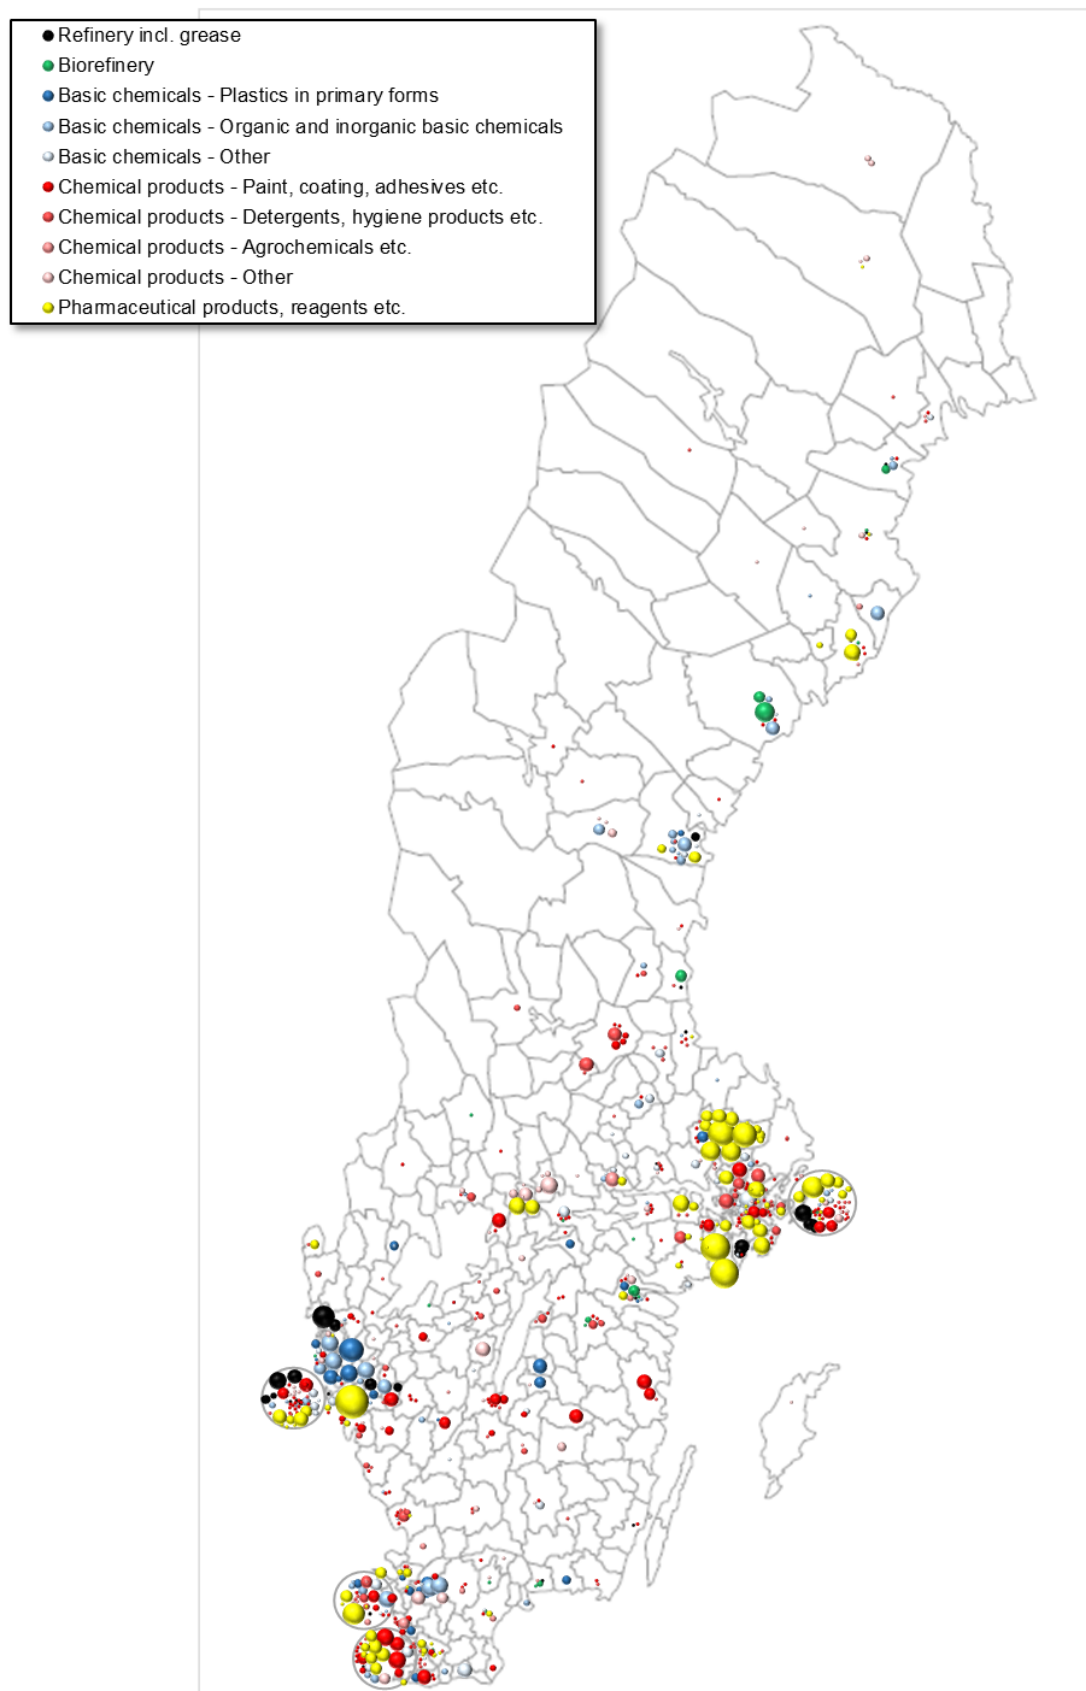 Refinery incl. grease
Biorefinery
Basic chemicals - Plastics in primary forms
Basic chemicals - Organic and inorganic basic chemicals
Basic chemicals - Other
Chemical products - Paint, coating, adhesives etc.
Chemical products - Detergents, hygiene products etc.
Chemical products - Agrochemicals etc.
Chemical products - Other
Pharmaceutical products, reagents etc.